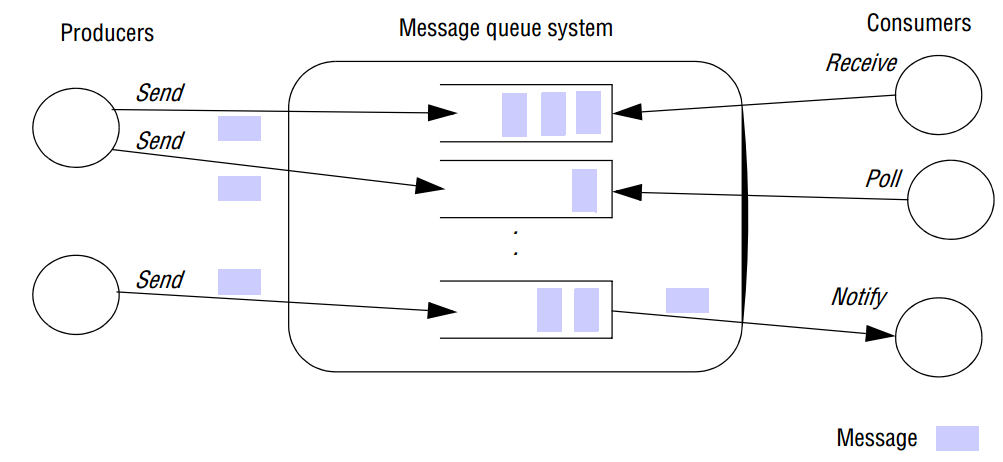 Producers
Message queue system
Consumers
Receive
Send
Send
Poll
Send
Notify
Message